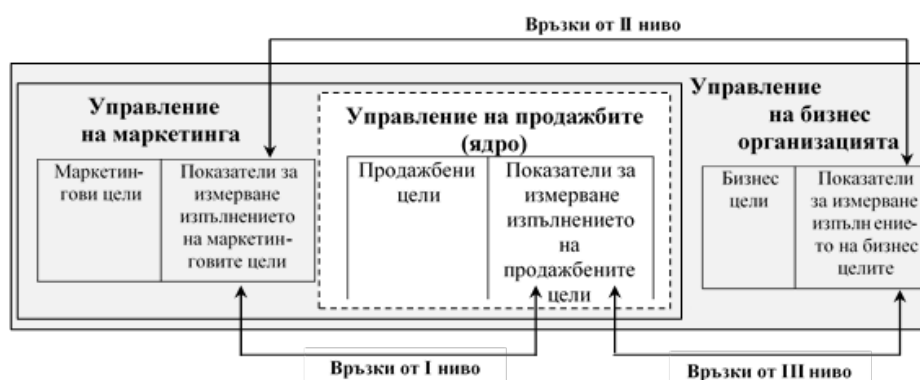 Връзки от II ниво
Управление
на маркетинга
Управление на продажбите
(ядро)
Управление
на бизнес
организацията
Маркетин-
гови цели
Показатели за
измерване
изпълнението
на маркетин-
говите цели
Продажбени
цели
Показатели за
измерване
изпълнението
на
продажбените
цели
Бизнес
цели
Показатели
за измерване
изпълн ение-
то на бизнес
целите
Връзки от I ниво
Връзки от III ниво